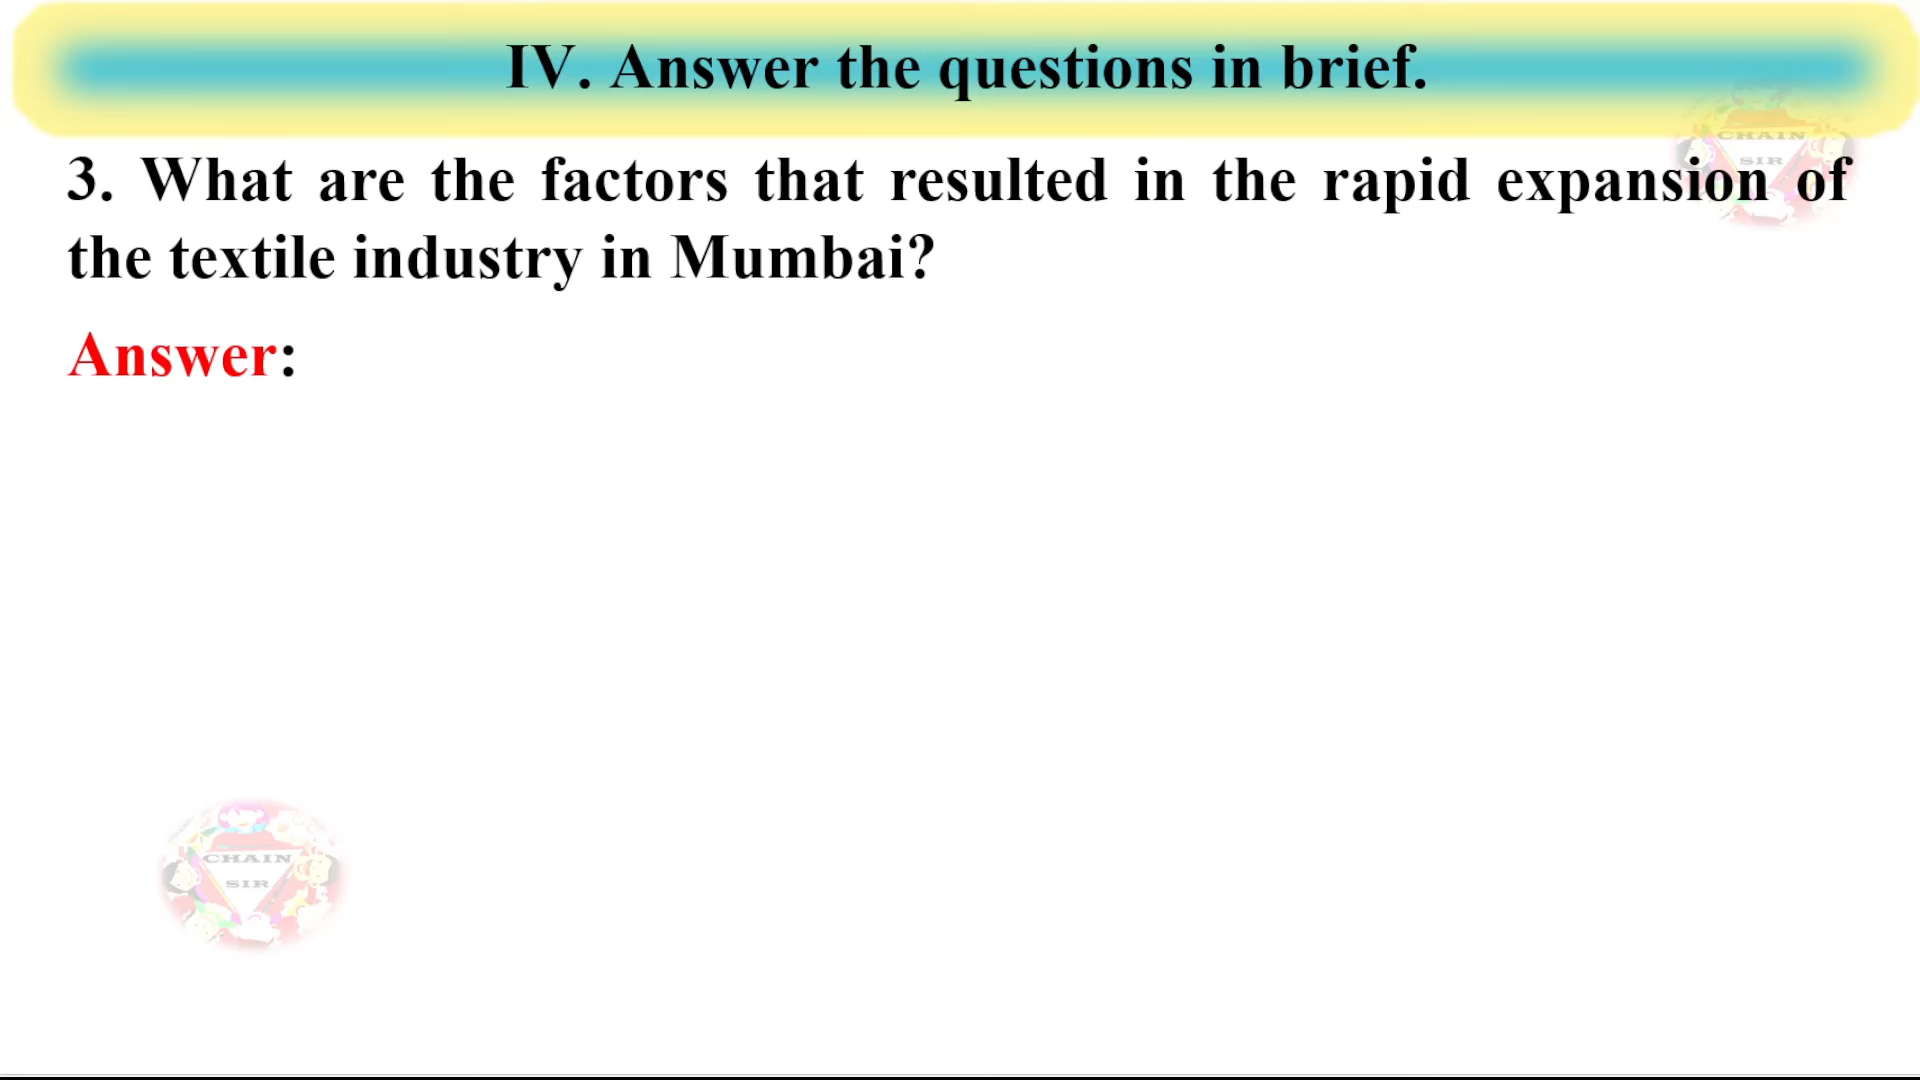 IV. Answer the questions in brief.
CHAIN
SIR
3. What are the factors that resulted in the rapid expansion of
the textile industry in Mumbai?
Answer:
CHAIN
SIR